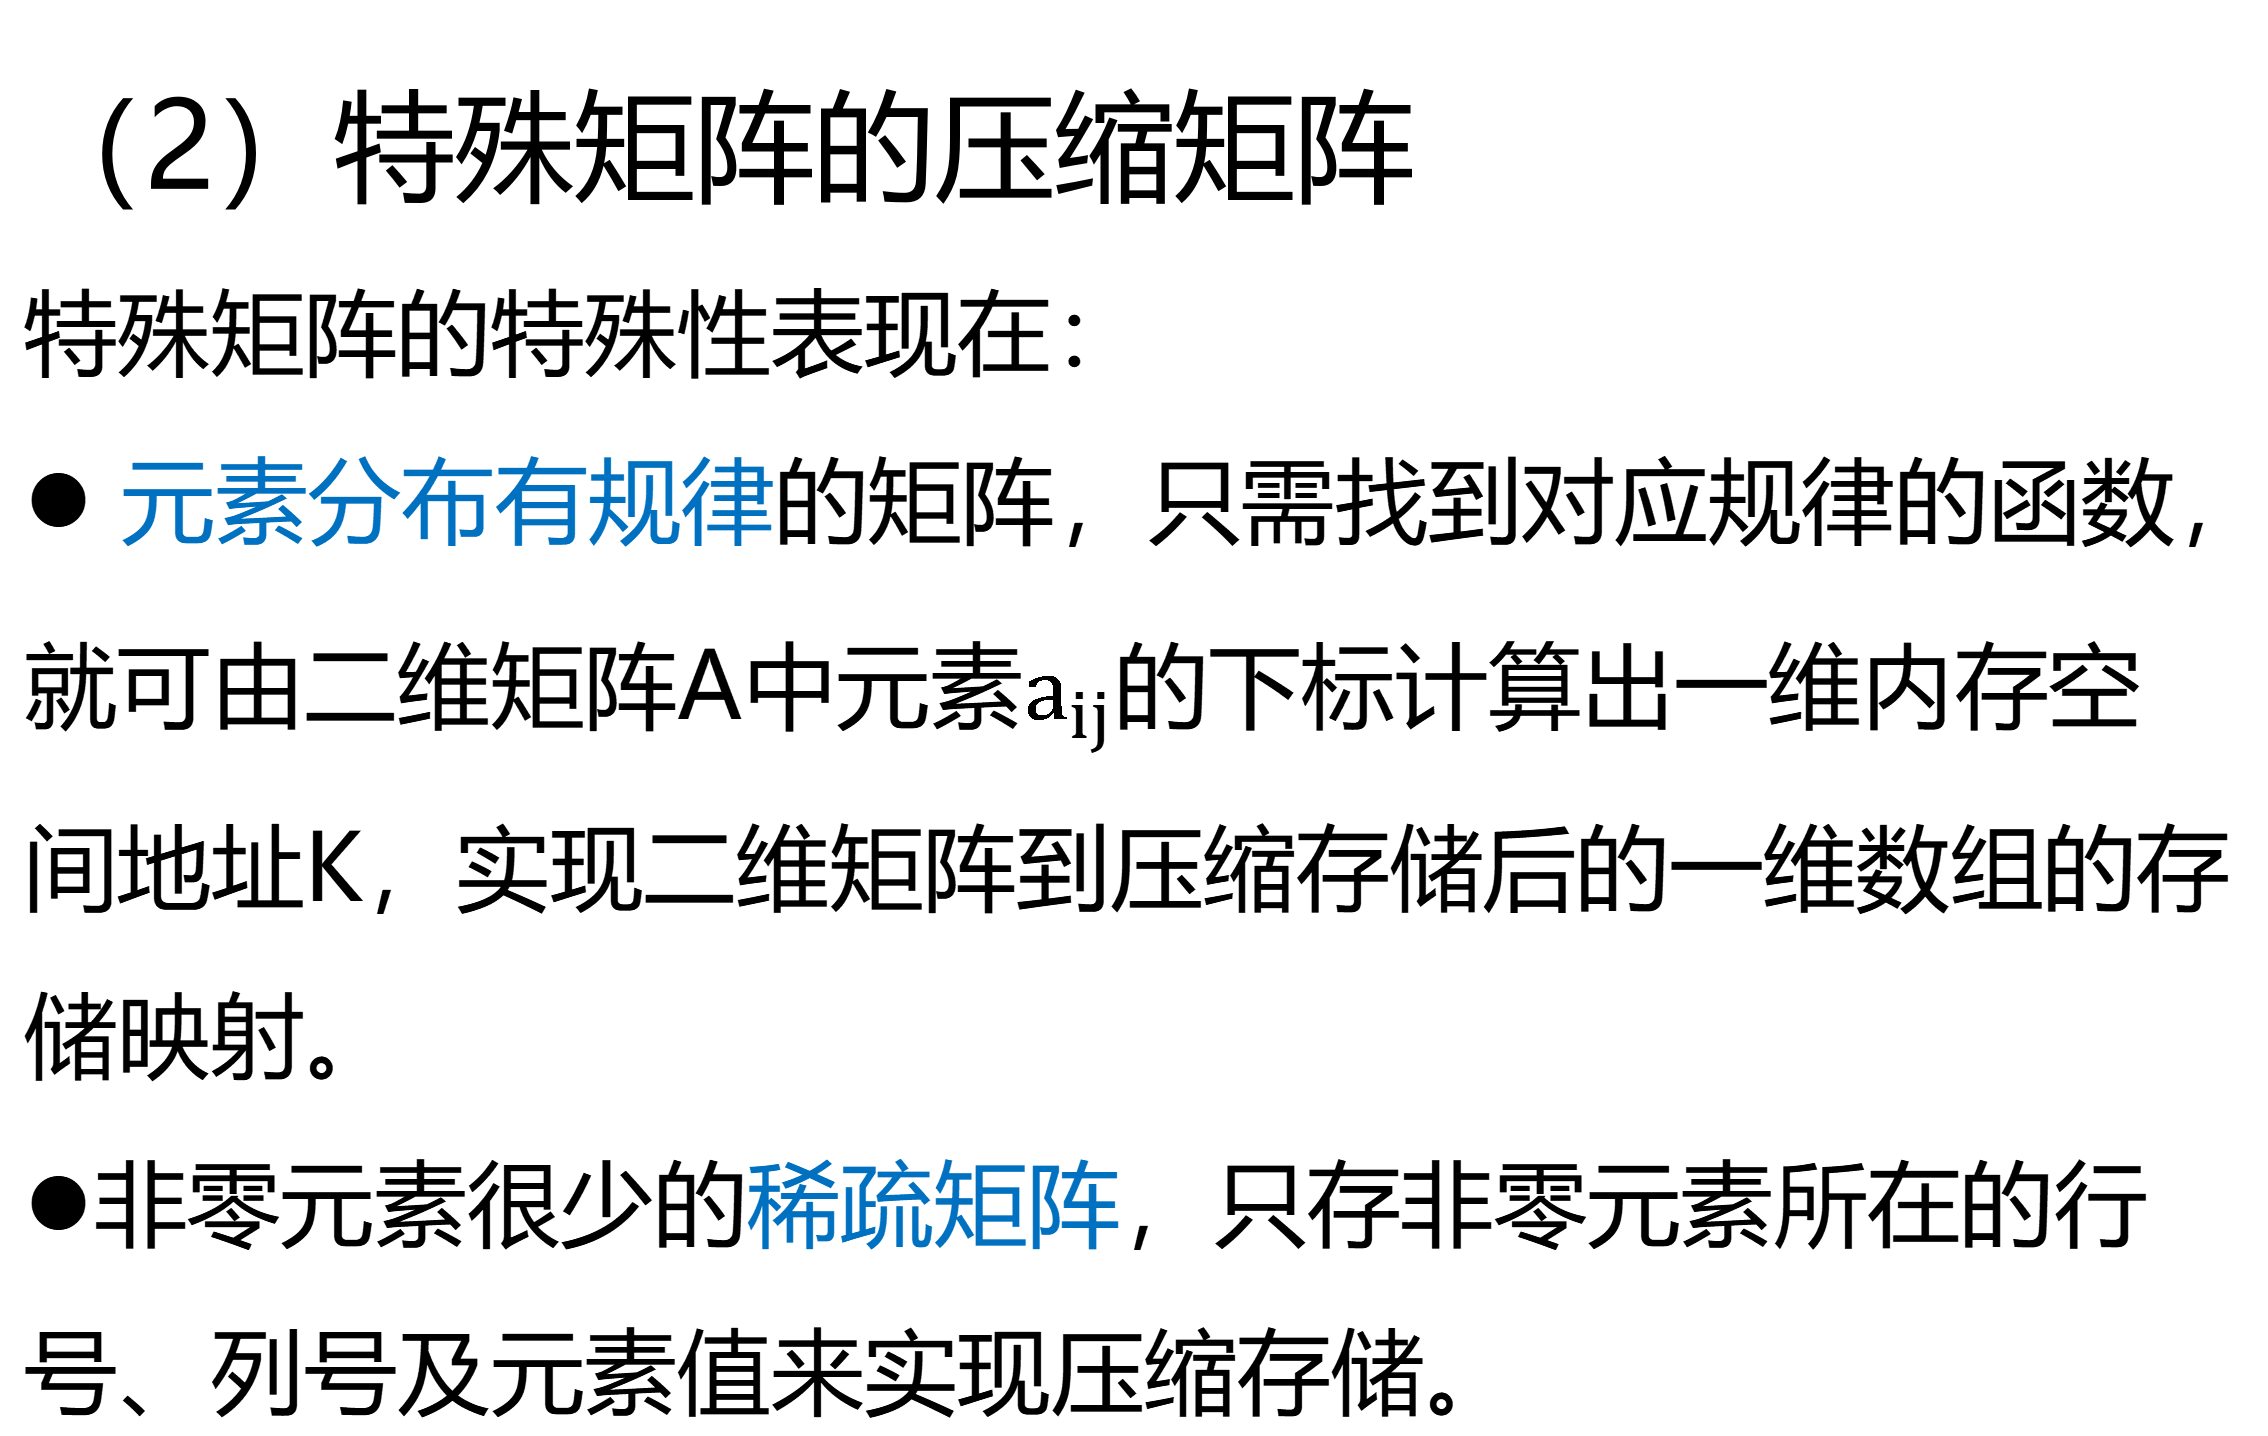 （2）特殊矩阵的压缩矩阵
特殊矩阵的特殊性表现在：
● 元素分布有规律的矩阵，只需找到对应规律的函数，
就可由二维矩阵A中元素aij的下标计算出一维内存空
间地址K，实现二维矩阵到压缩存储后的一维数组的存
储映射。
●非零元素很少的稀疏矩阵，只存非零元素所在的行
号、列号及元素值来实现压缩存储。